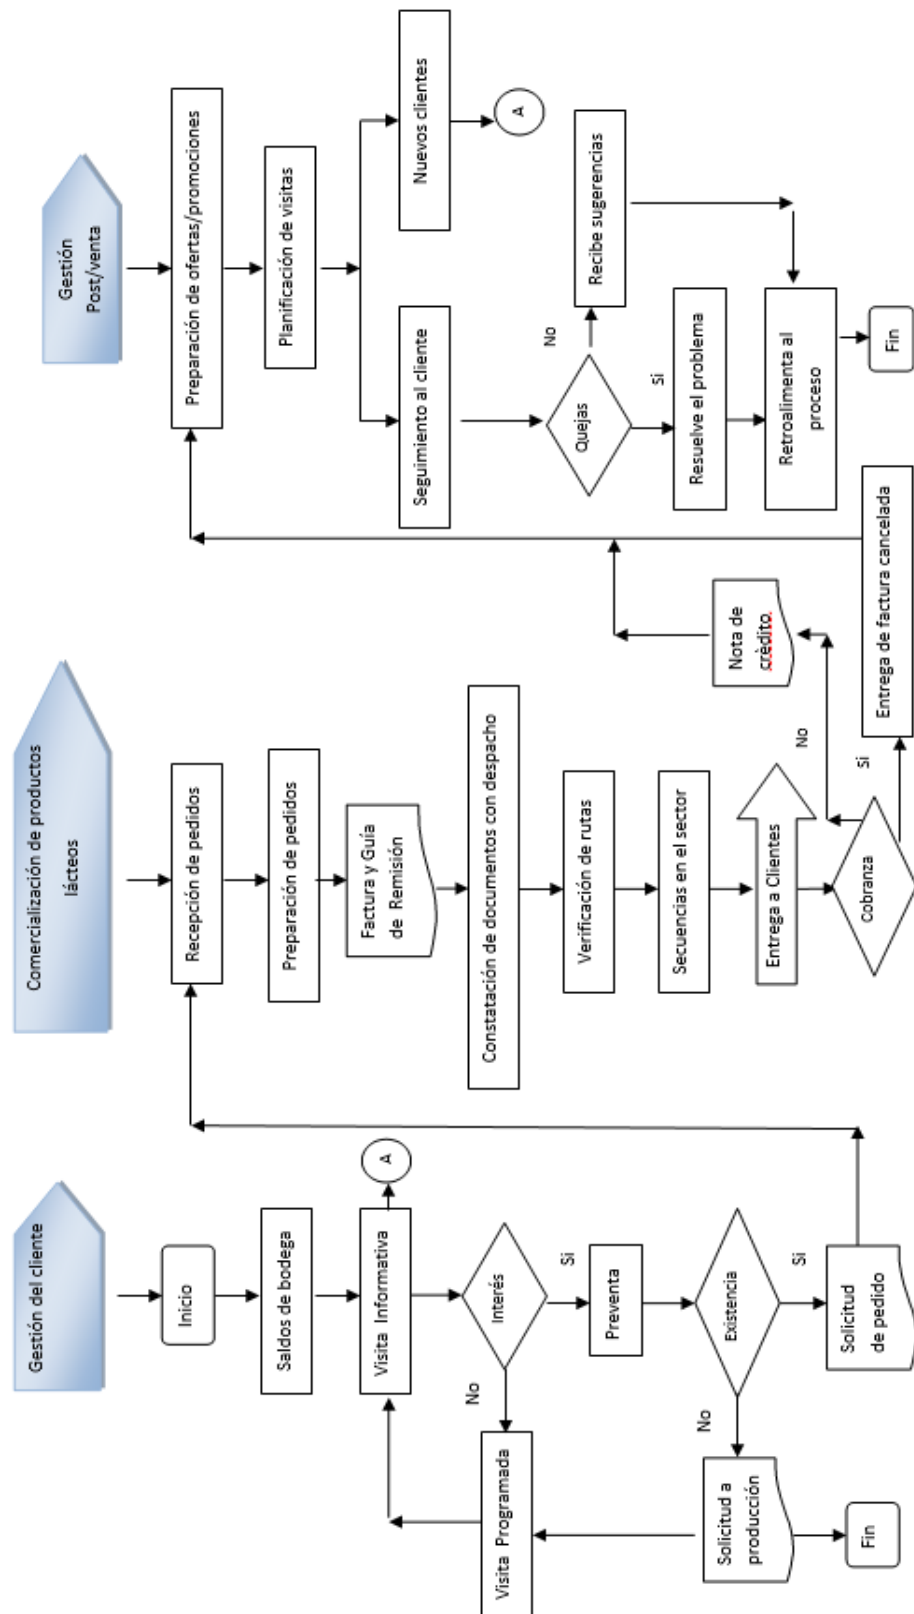 Gestión del cliente
Inicio
Saldos de bodega
Visita Informativa
A
Interés
No
Si
Visita Programada
Preventa
Existencia
No
Si
Solicitud a
producción
Solicitud
de pedido
Fin
Comercialización de productos
lácteos
Recepción de pedidos
Preparación de pedidos
Factura y Guía
de Remisión
Constatación de documentos con despacho
Verificación de rutas
Secuencias en el sector
Entrega a Clientes
Cobranza
No
Si
Nota de
crèdito.
Entrega de factura cancelada
Gestión
Post/venta
Preparación de ofertas/promociones
Planificación de visitas
Seguimiento al cliente
Nuevos clientes
A
Quejas
No
Si
Recibe sugerencias
Resuelve el problema
Retroalimenta al
proceso
Fin